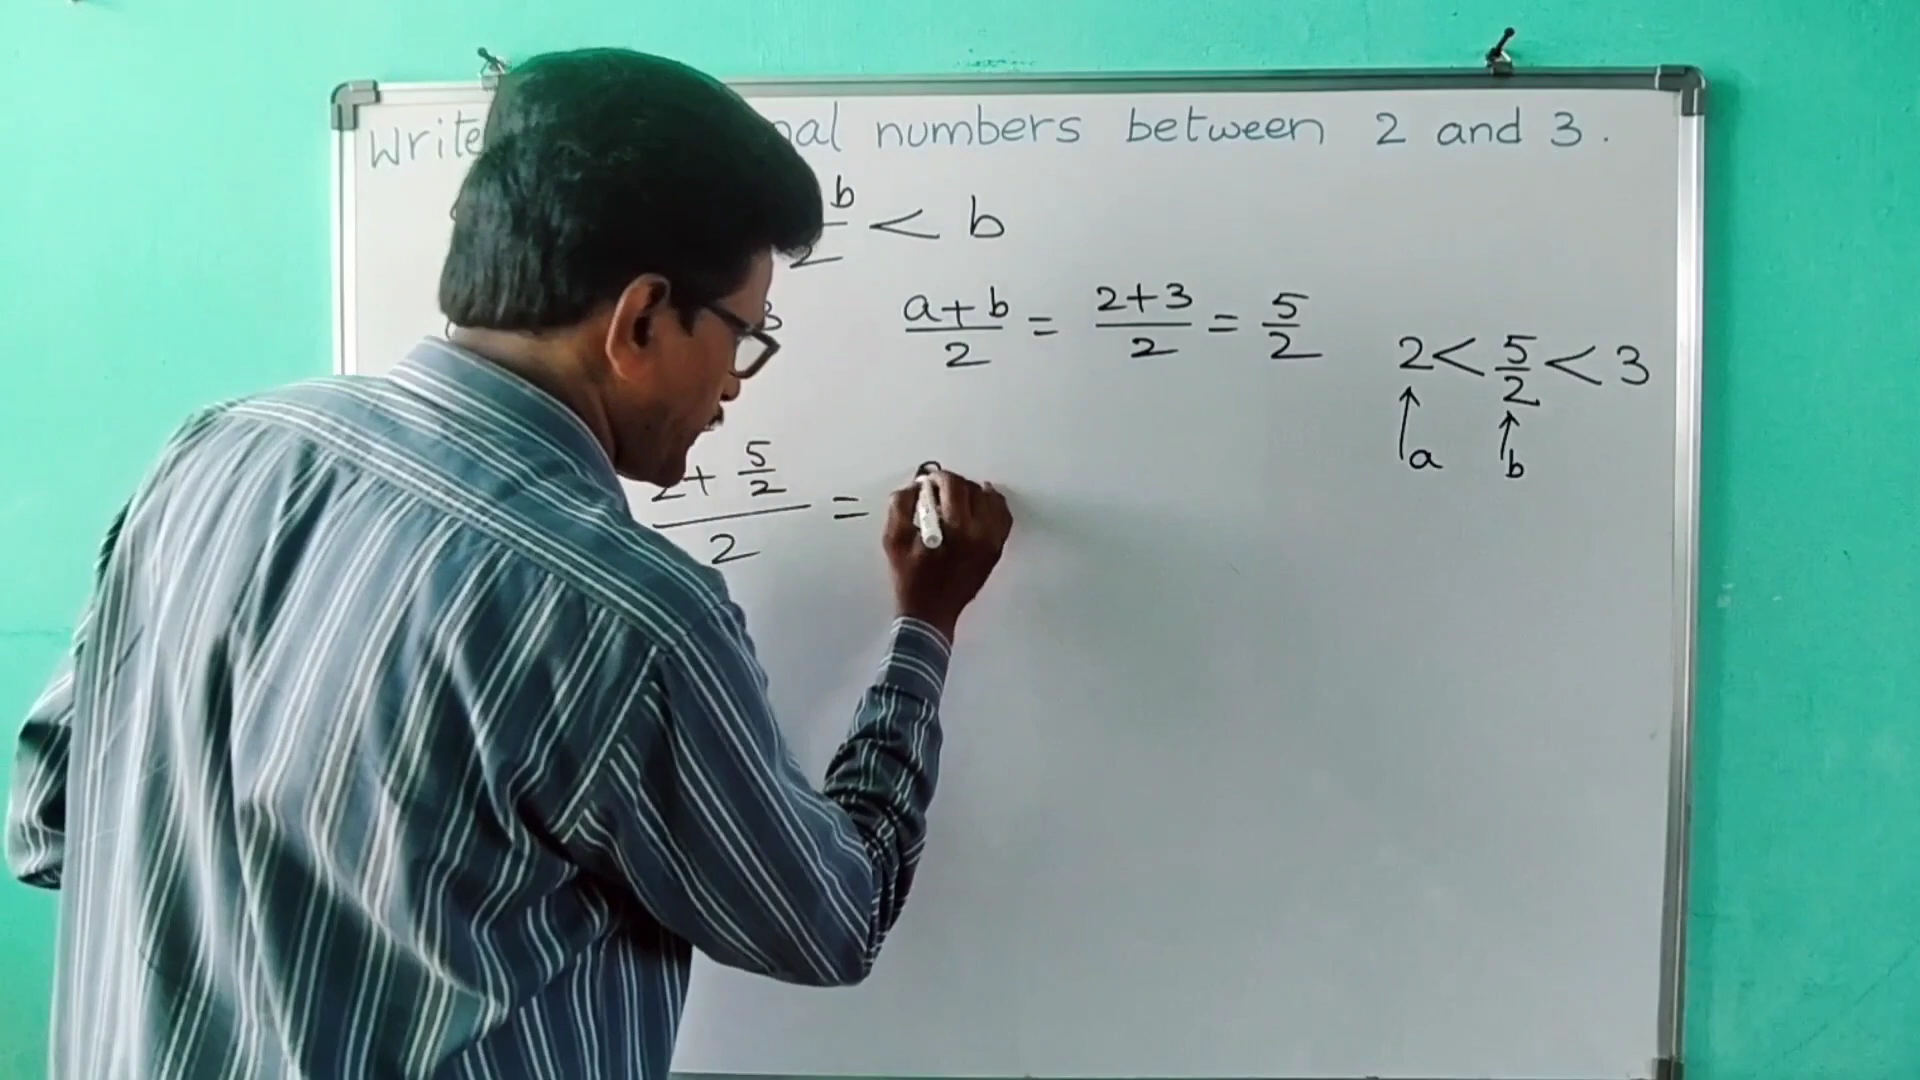 Write numbers between 2 and 3.
b/2 < b
3 (a+b)/2 = (2+3)/2 = 5/2
2 < 5/2 < 3
a b
(2 + 5/2)/2 =